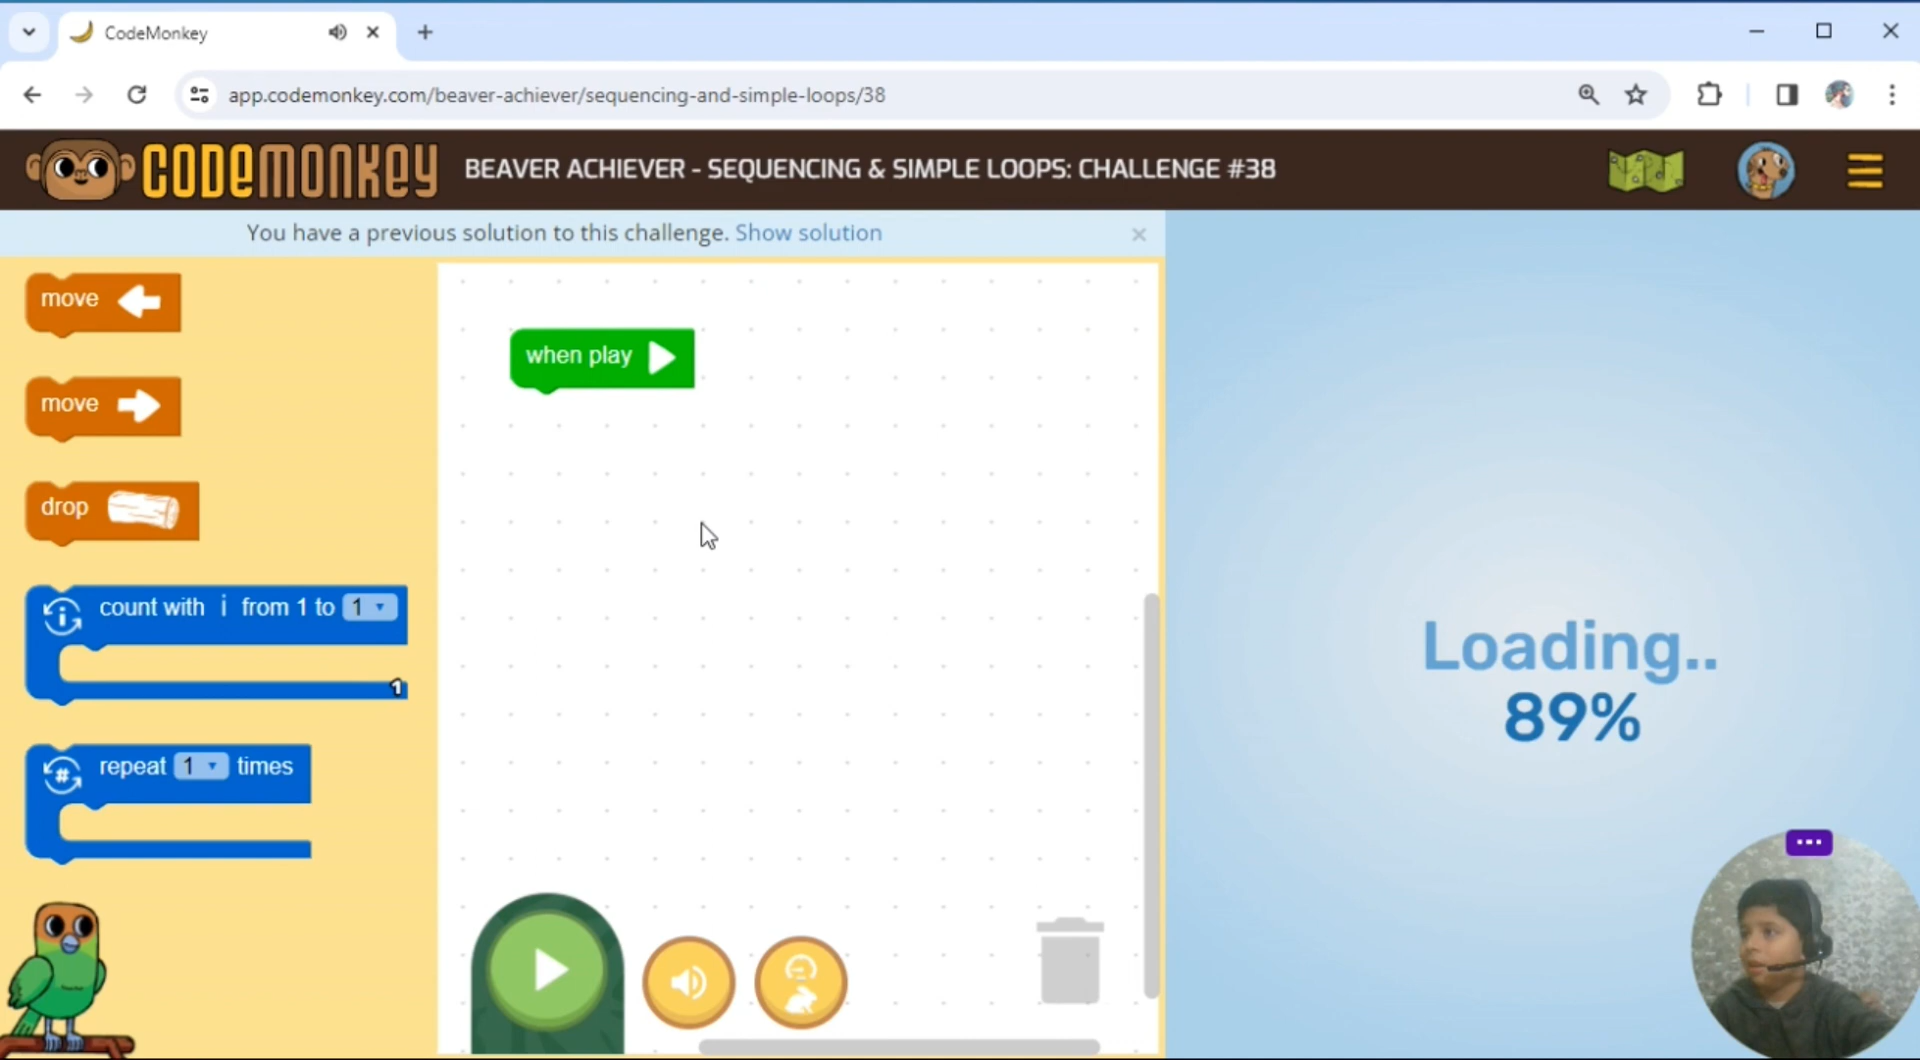 CodeMonkey
app.codemonkey.com/beaver-achiever/sequencing-and-simple-loops/38
CODEMONKEY
BEAVER ACHIEVER - SEQUENCING & SIMPLE LOOPS: CHALLENGE #38
You have a previous solution to this challenge. Show solution
move
when play
move
drop
count with i from 1 to 1
1
repeat 1 times
Loading..
89%